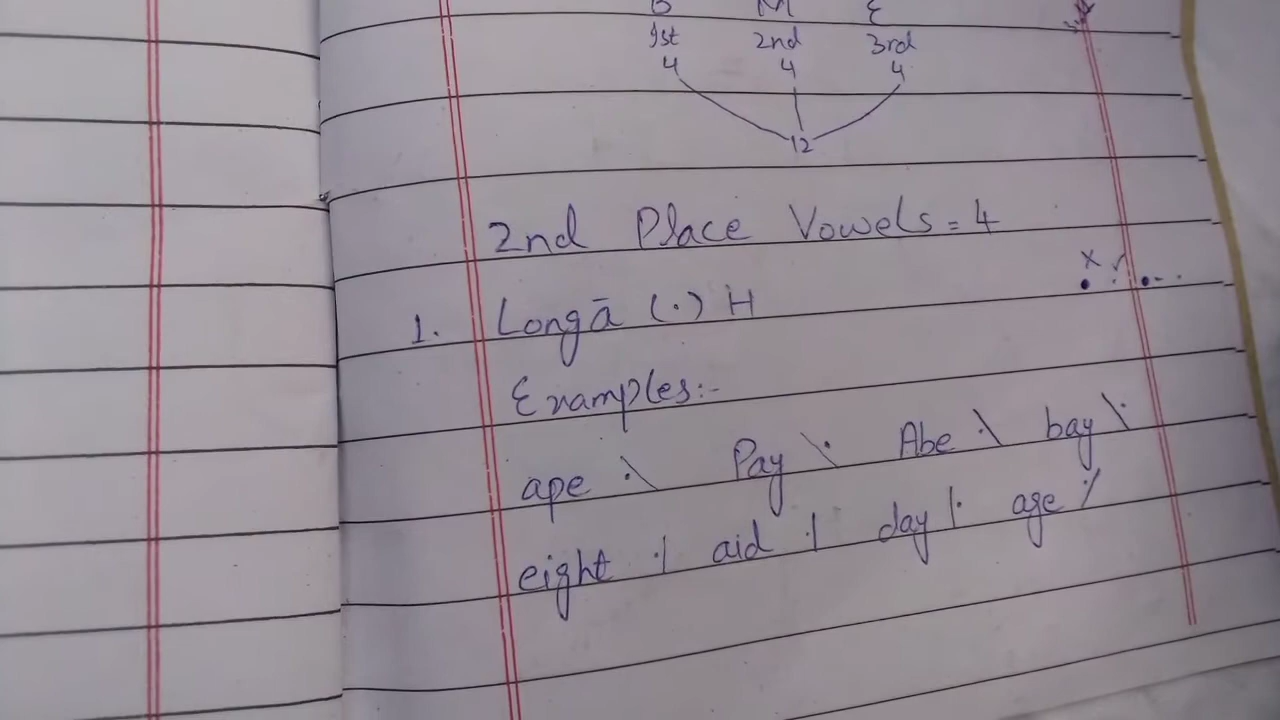 B M E
1st 2nd 3rd
4 4 4
12
2nd Place Vowels = 4
x ✓
1. Long ā (.) H
Examples:-
ape Pay Abe bay
eight aid day age